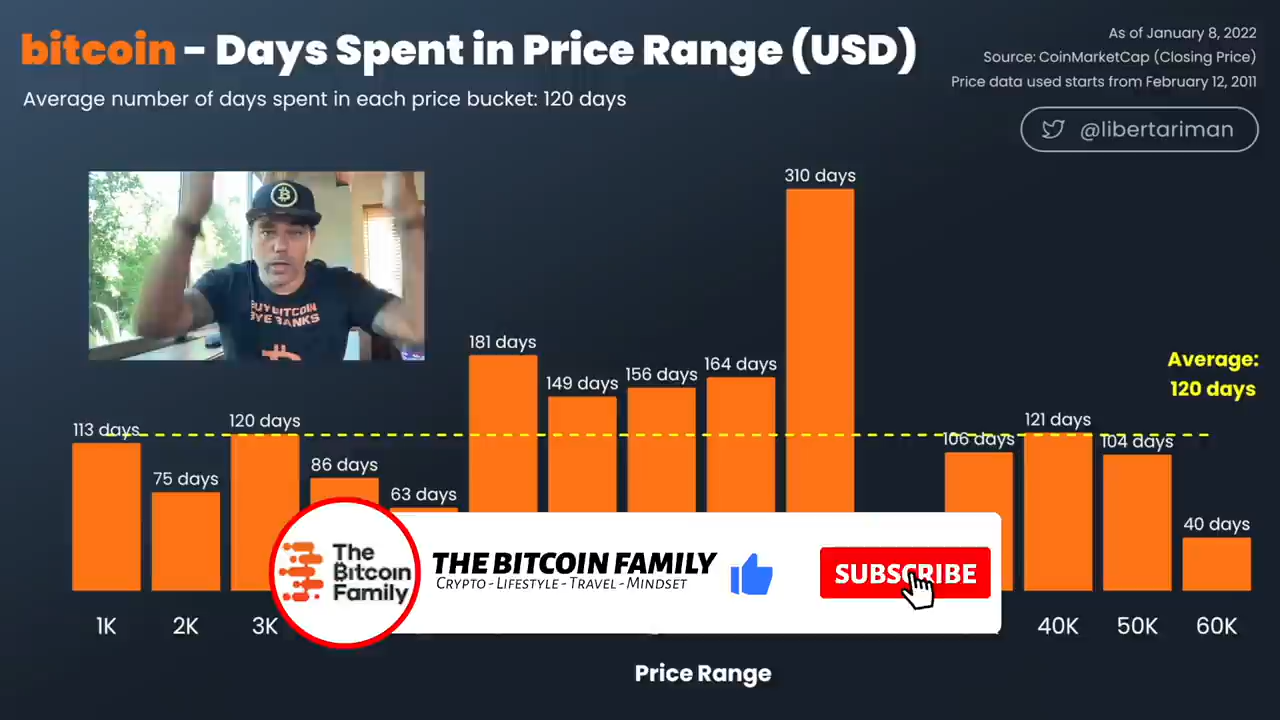 bitcoin - Days Spent in Price Range (USD)
Average number of days spent in each price bucket: 120 days
As of January 8, 2022
Source: CoinMarketCap (Closing Price)
Price data used starts from February 12, 2011
@libertariman
BUY BITCOIN
BYE BANKS
310 days
181 days
149 days
156 days
164 days
Average:
120 days
113 days
75 days
120 days
86 days
63 days
106 days
121 days
104 days
40 days
The
Bitcoin
Family
THE BITCOIN FAMILY
CRYPTO - LIFESTYLE - TRAVEL - MINDSET
SUBSCRIBE
1K
2K
3K
40K
50K
60K
Price Range